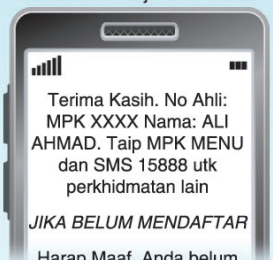 Terima Kasih. No Ahli:
MPK XXXX Nama: ALI
AHMAD. Taip MPK MENU
dan SMS 15888 utk
perkhidmatan lain
JIKA BELUM MENDAFTAR
Harap Maaf. Anda belum